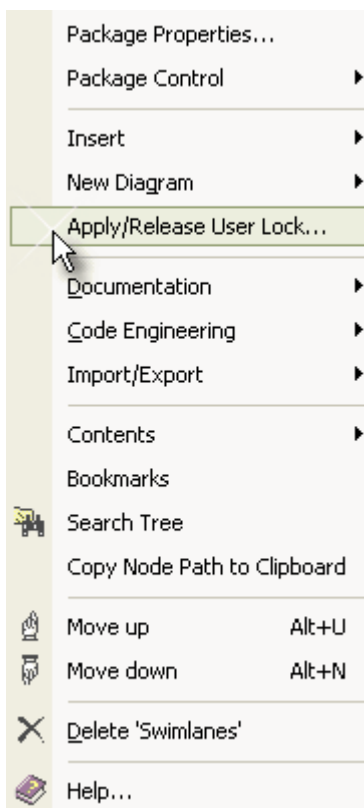 Package Properties...
Package Control
Insert
New Diagram
Apply/Release User Lock...
Documentation
Code Engineering
Import/Export
Contents
Bookmarks
Search Tree
Copy Node Path to Clipboard
Move up Alt+U
Move down Alt+N
Delete 'Swimlanes'
Help...